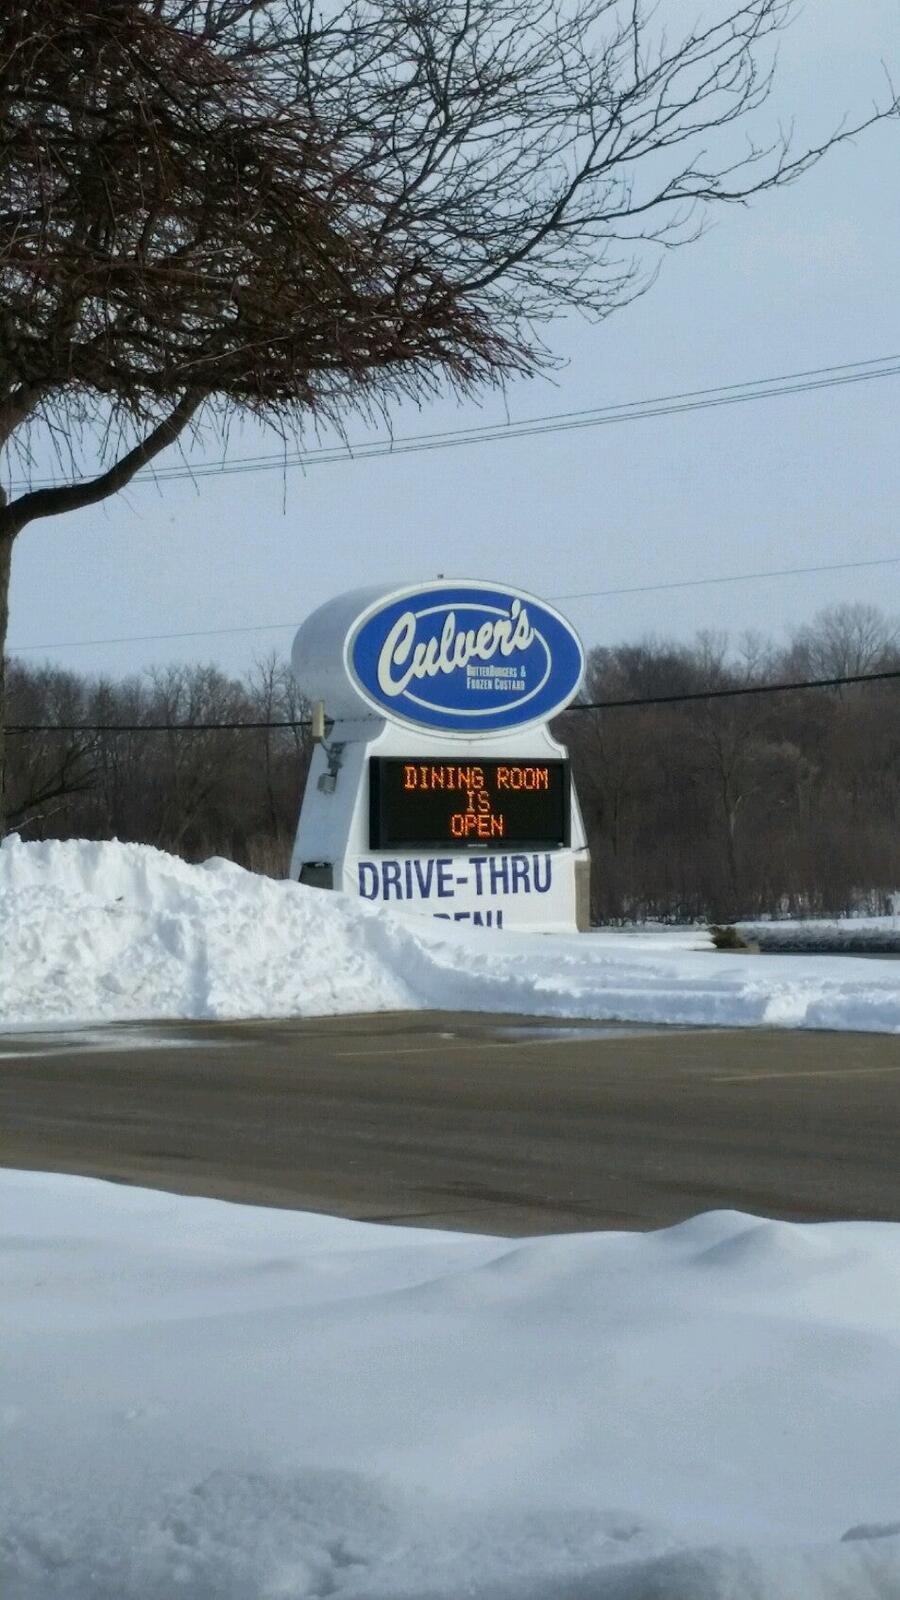 Culver's
ButterBurgers &
Frozen Custard
DINING ROOM
IS
OPEN
DRIVE-THRU